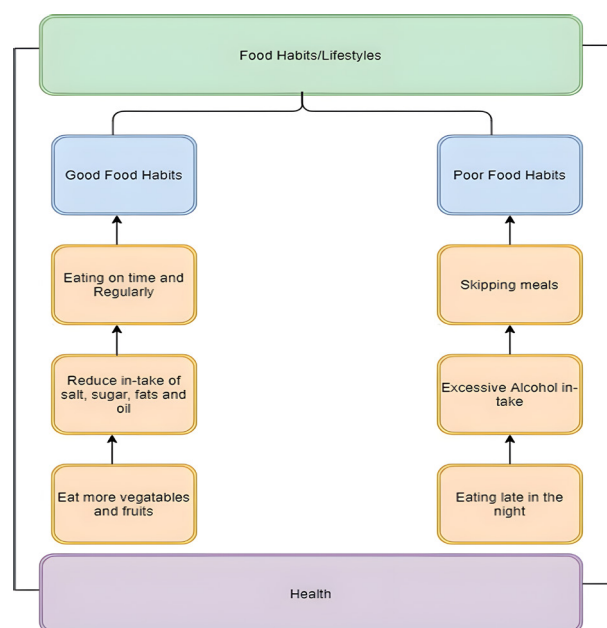 Food Habits/Lifestyles
Good Food Habits
Poor Food Habits
Eating on time and
Regularly
Skipping meals
Reduce in-take of
salt, sugar, fats and
oil
Excessive Alcohol in-
take
Eat more vegatables
and fruits
Eating late in the
night
Health